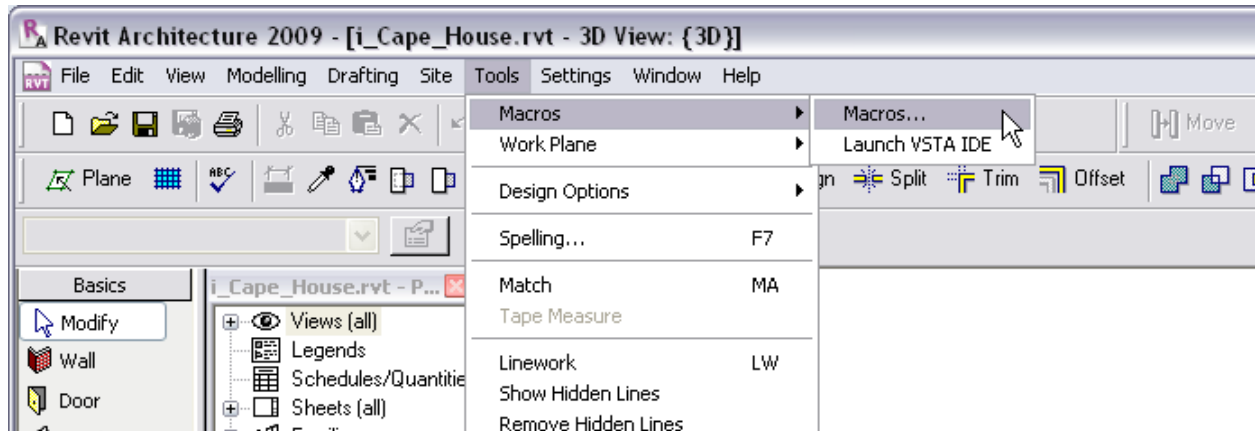 Revit Architecture 2009 - [i_Cape_House.rvt - 3D View: {3D}]
File Edit View Modelling Drafting Site Tools Settings Window Help
Macros
Macros...
Move
Work Plane
Launch VSTA IDE
Plane
Split Trim Offset
Design Options
Spelling... F7
Basics
i_Cape_House.rvt - P...
Match MA
Modify
Views (all)
Tape Measure
Wall
Legends
Linework LW
Schedules/Quantitie
Show Hidden Lines
Door
Sheets (all)
Remove Hidden Lines